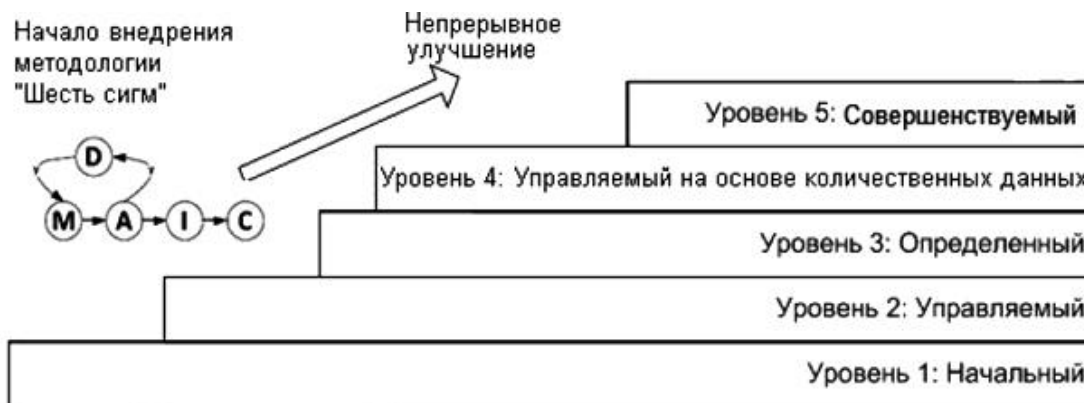 Начало внедрения
методологии
"Шесть сигм"
Непрерывное
улучшение
D
M A I C
Уровень 5: Совершенствуемый
Уровень 4: Управляемый на основе количественных данных
Уровень 3: Определенный
Уровень 2: Управляемый
Уровень 1: Начальный